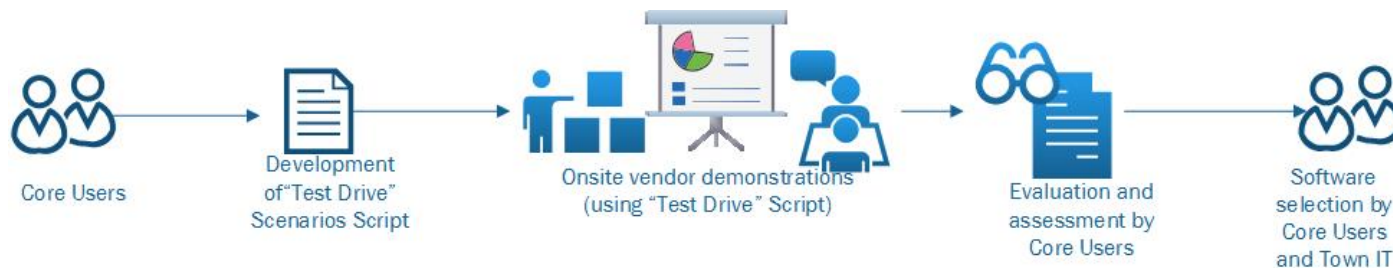 Core Users
Development
of“Test Drive”
Scenarios Script
Onsite vendor demonstrations
(using “Test Drive” Script)
Evaluation and
assessment by
Core Users
Software
selection by
Core Users
and Town IT